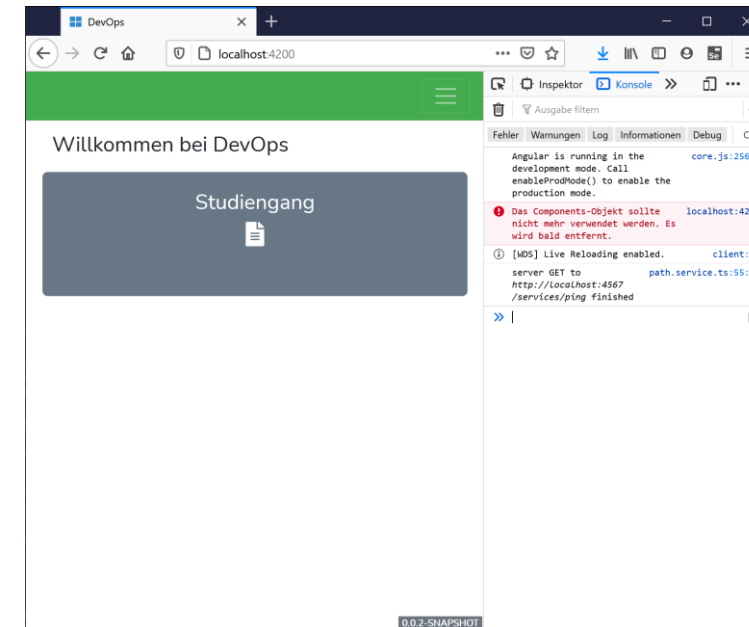 DevOps
localhost:4200
Inspektor
Konsole
Ausgabe filtern
Fehler Warnungen Log Informationen Debug
Willkommen bei DevOps
Studiengang
0.0.2-SNAPSHOT
Angular is running in the core.js:256
development mode. Call
enableProdMode() to enable the
production mode.
Das Components-Objekt sollte localhost:42
nicht mehr verwendet werden. Es
wird bald entfernt.
[WDS] Live Reloading enabled. client:
server GET to path.service.ts:55:
http://localhost:4567
/services/ping finished